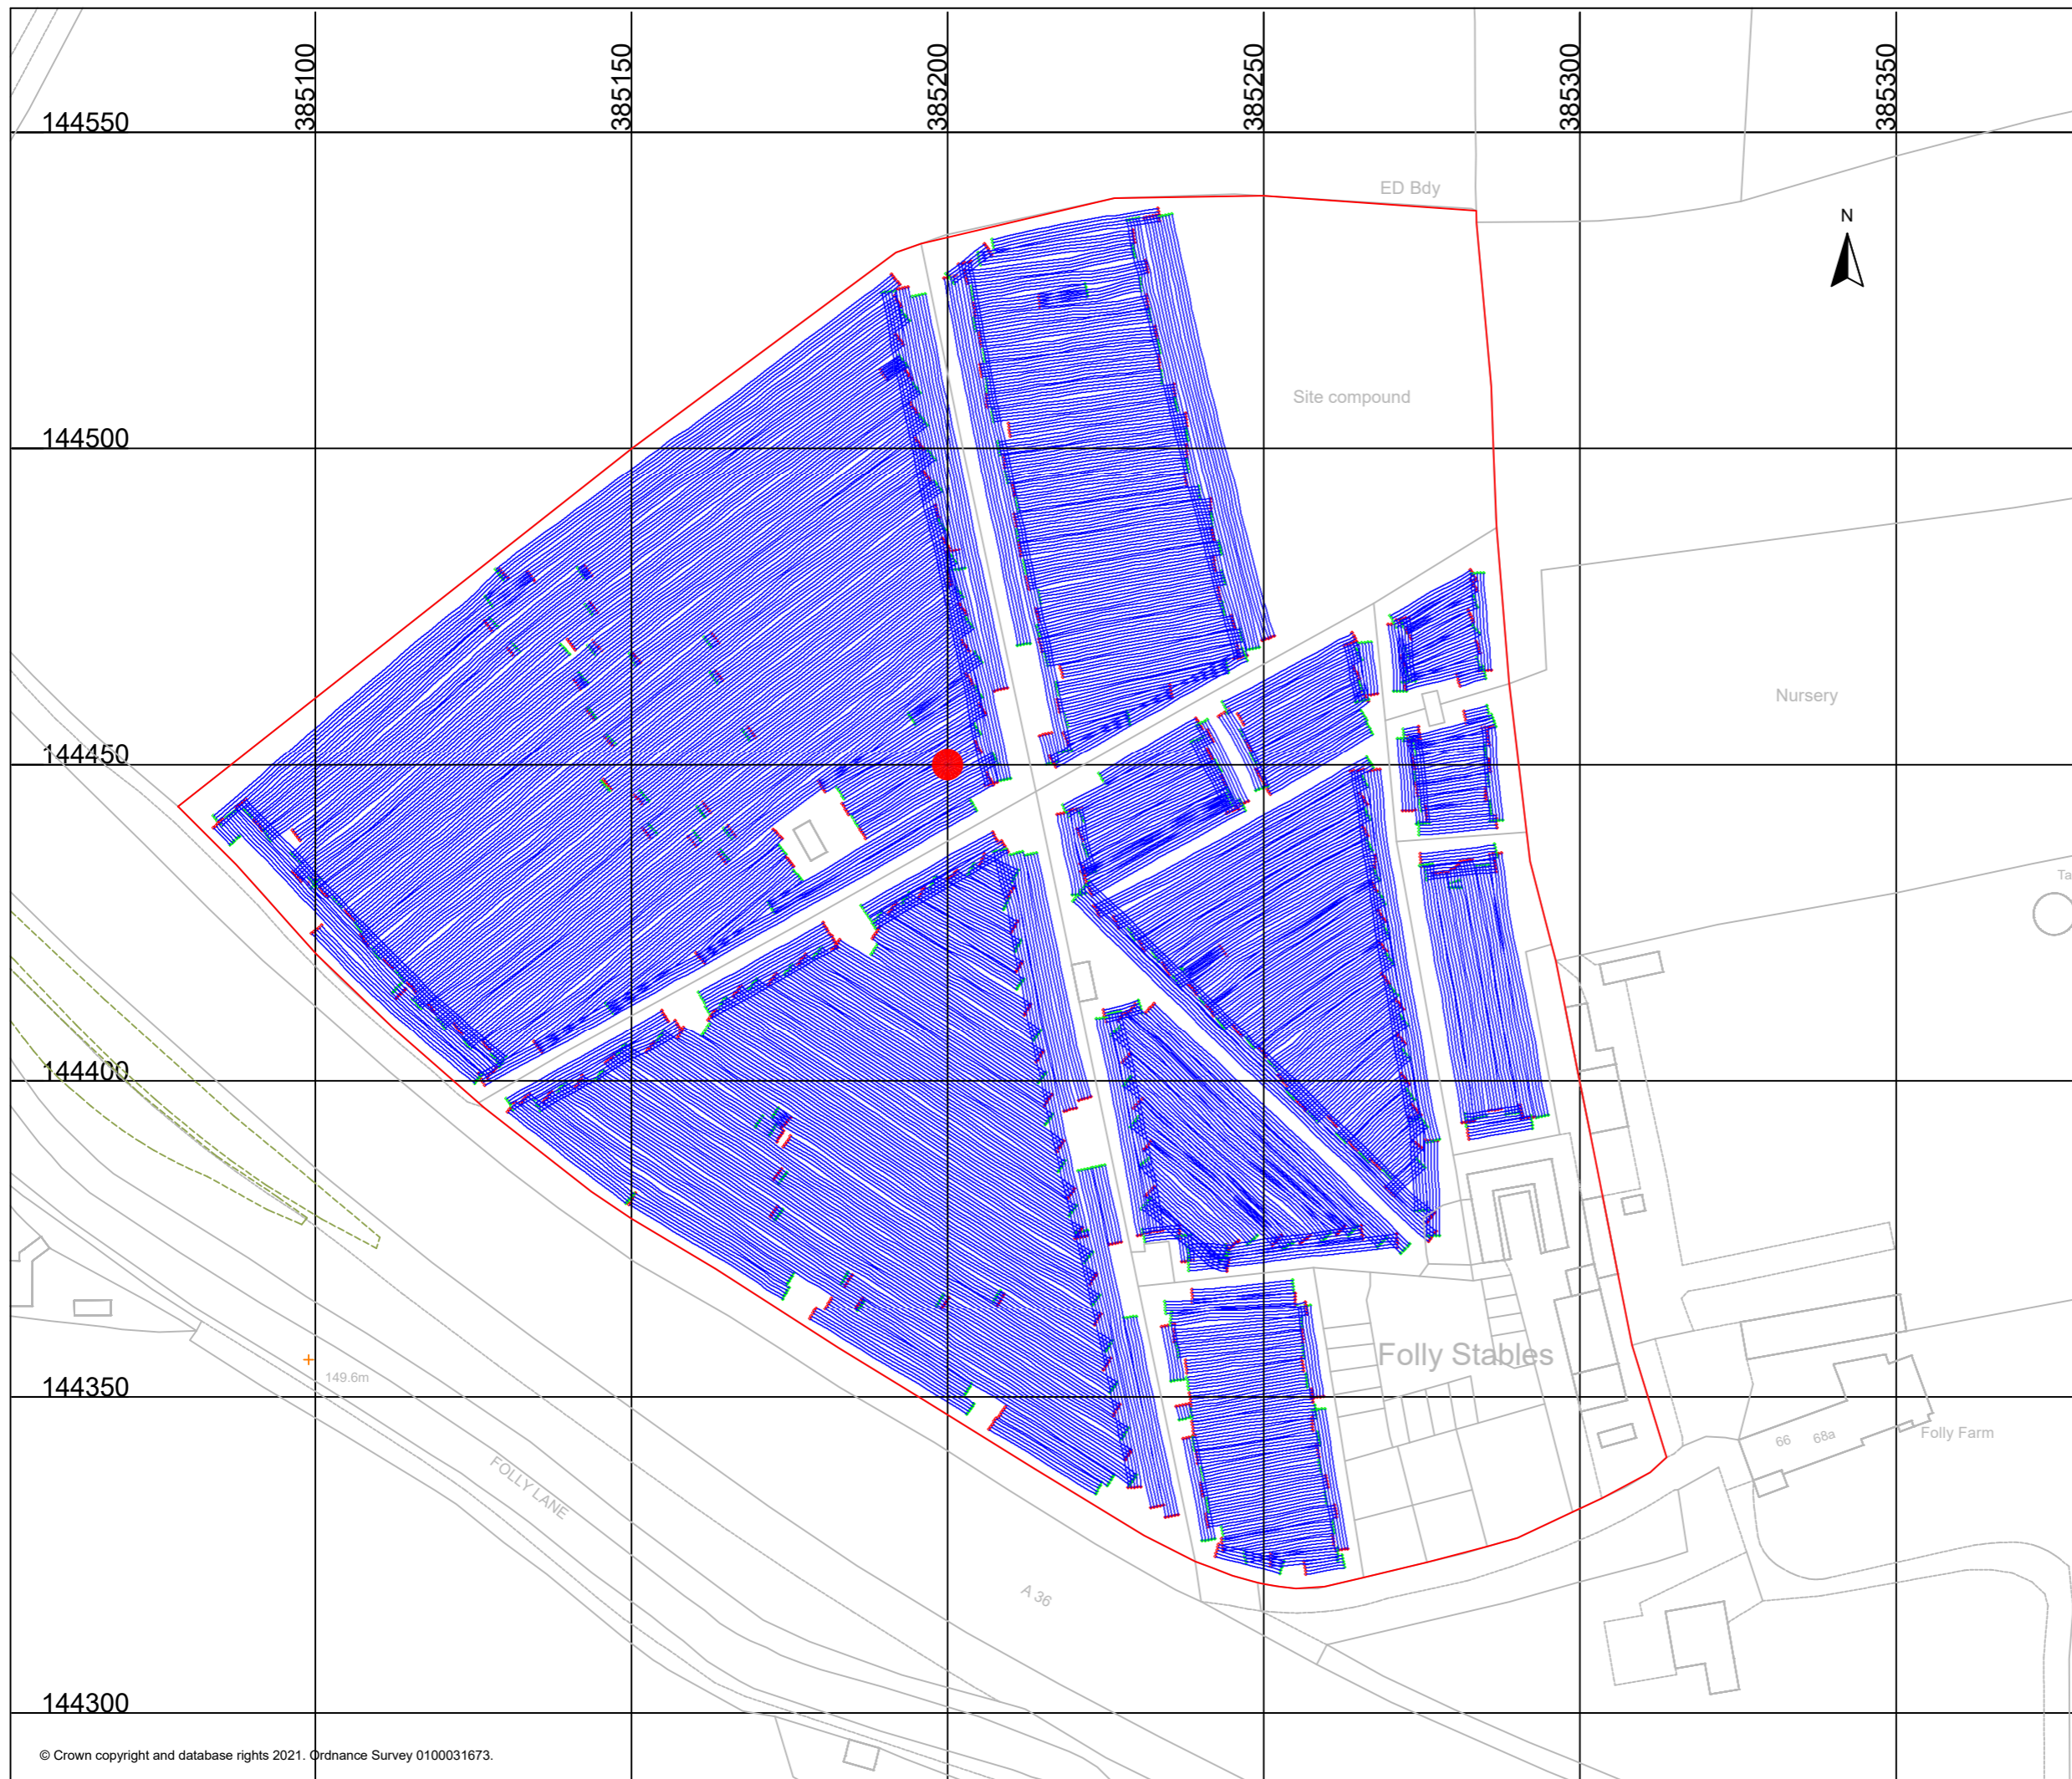 385100
385150
385200
385250
385300
385350
144550
ED Bdy
N
Site compound
144500
Nursery
144450
Ta
144400
Folly Stables
144350
149.6m
66
68a
Folly Farm
FOLLY LANE
A 36
144300
© Crown copyright and database rights 2021. Ordnance Survey 0100031673.